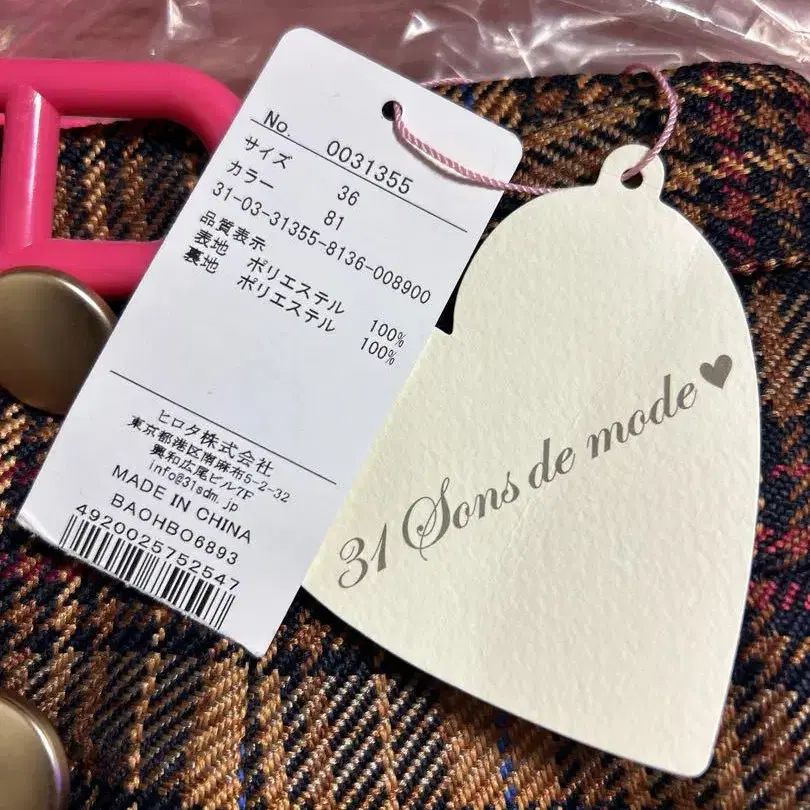 No. 0031355
サイズ 36
カラー 81
31-03-31355-8136-008900
品質表示
表地 ポリエステル 100%
裏地 ポリエステル 100%
ヒロタ株式会社
東京都港区南麻布5-2-32
興和広尾ビル7F
info@31sdm.jp
MADE IN CHINA
BAOHBO6893
4920025752547
31 Sons de mode♥